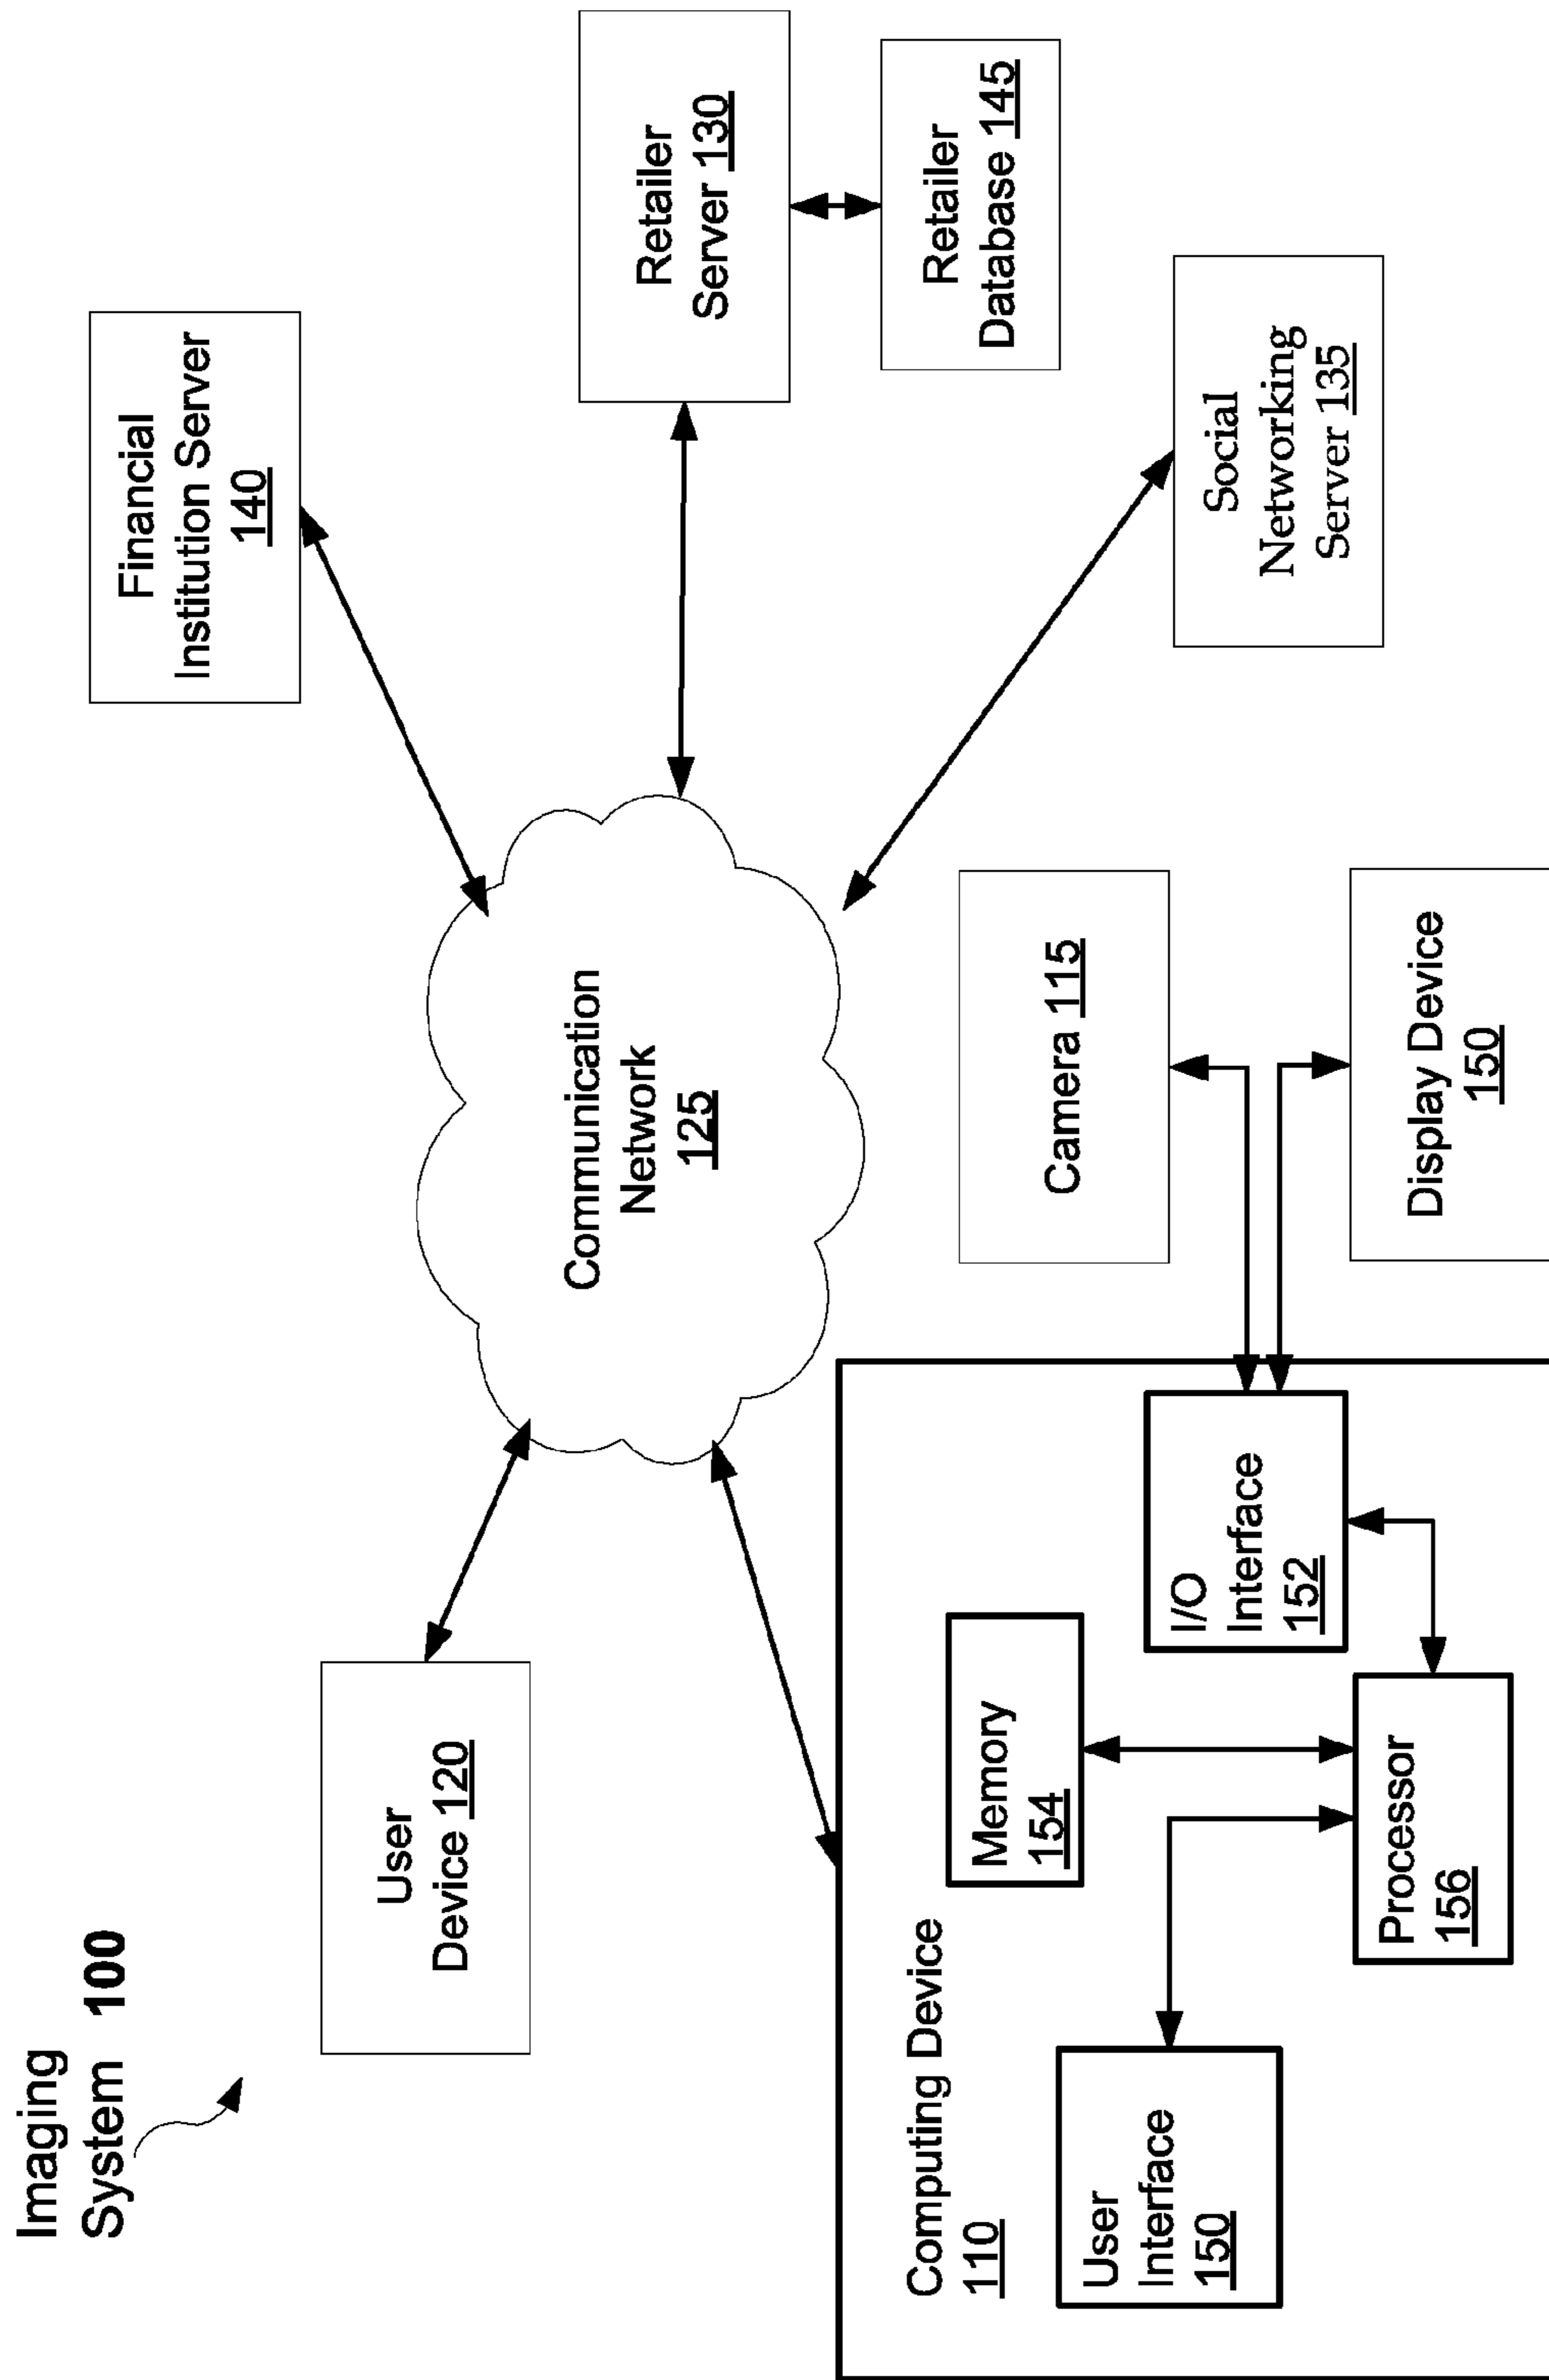 Imaging
System 100
Financial
Institution Server
140
User
Device 120
Communication
Network
125
Retailer
Server 130
Retailer
Database 145
Computing Device
110
Memory
154
Camera 115
User
Interface
150
I/O
Interface
152
Social
Networking
Server 135
Processor
156
Display Device
150